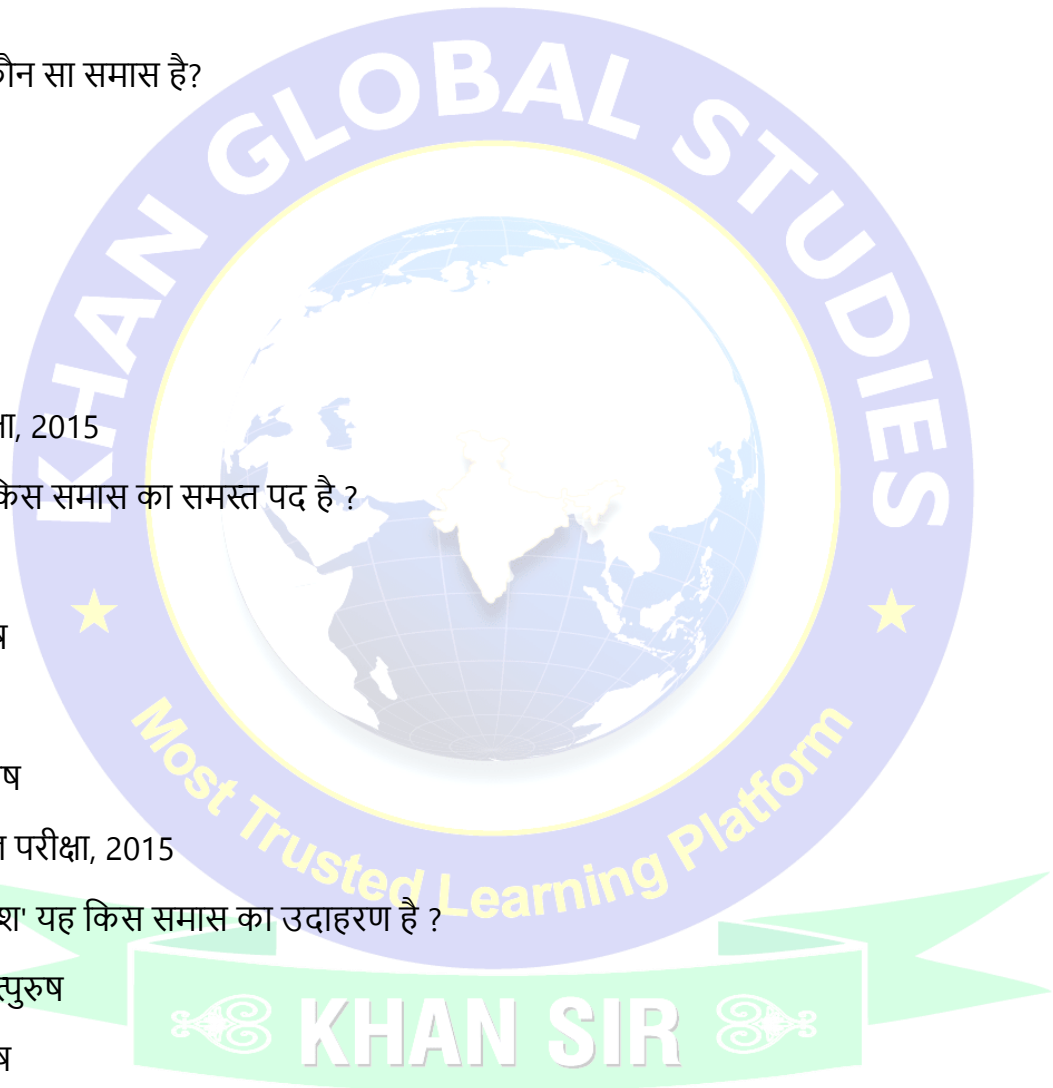 कौन सा समास है?
KHAN GLOBAL STUDIES
परीक्षा, 2015
किस समास का समस्त पद है ?
ष
ष
परीक्षा, 2015
श' यह किस समास का उदाहरण है ?
त्पुरुष
ष
Most Trusted Learning Platform
KHAN SIR